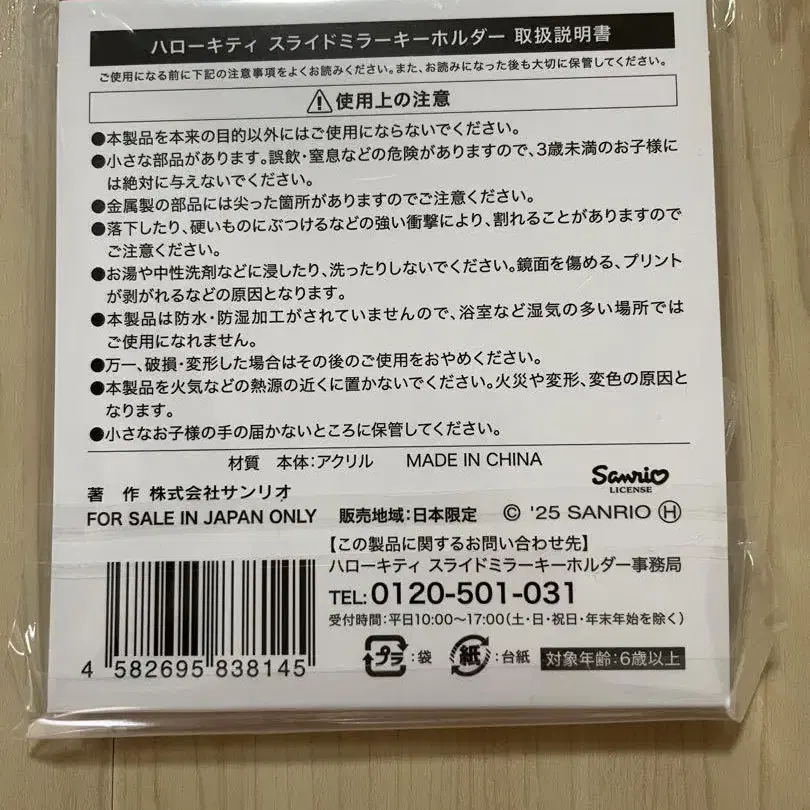 ハローキティ スライドミラーキーホルダー 取扱説明書
ご使用になる前に下記の注意事項をよくお読みください。また、お読みになった後も大切に保管してください。
⚠使用上の注意
●本製品を本来の目的以外にはご使用にならないでください。
●小さな部品があります。誤飲・窒息などの危険がありますので、3歳未満のお子様に
は絶対に与えないでください。
●金属製の部品には尖った箇所がありますのでご注意ください。
●落下したり、硬いものにぶつけるなどの強い衝撃により、割れることがありますので
ご注意ください。
●お湯や中性洗剤などに浸したり、洗ったりしないでください。鏡面を傷める、プリント
が剥がれるなどの原因となります。
●本製品は防水・防湿加工がされていませんので、浴室など湿気の多い場所では
ご使用になれません。
●万一、破損・変形した場合はその後のご使用をおやめください。
●本製品を火気などの熱源の近くに置かないでください。火災や変形、変色の原因と
なります。
●小さなお子様の手の届かないところに保管してください。
材質 本体:アクリル MADE IN CHINA
Sanrio
LICENSE
著 作 株式会社サンリオ
FOR SALE IN JAPAN ONLY 販売地域:日本限定 © '25 SANRIO Ⓗ
【この製品に関するお問い合わせ先】
ハローキティ スライドミラーキーホルダー事務局
TEL:0120-501-031
受付時間:平日10:00〜17:00(土・日・祝日・年末年始を除く)
4 582695 838145
プラ:袋 紙:台紙 対象年齢:6歳以上